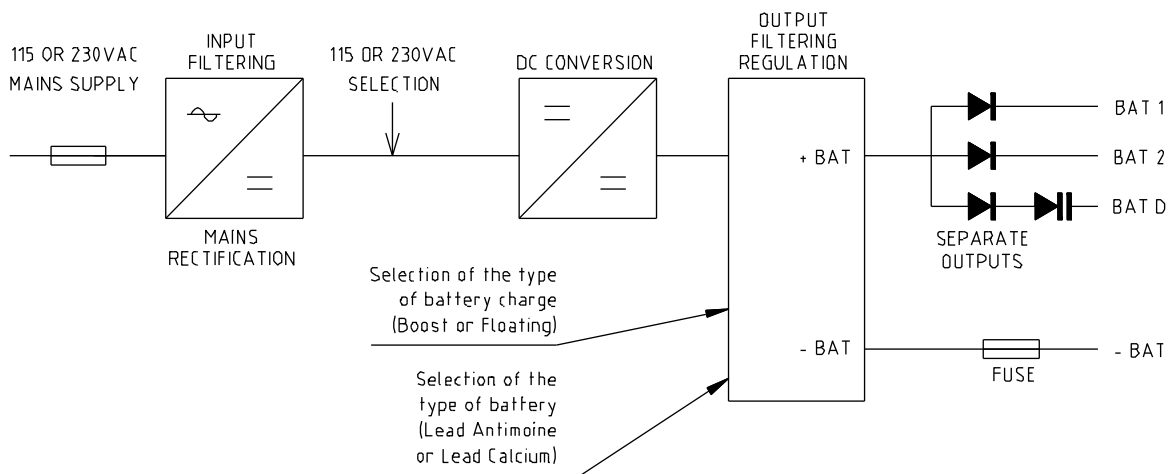 115 OR 230VAC
MAINS SUPPLY
INPUT
FILTERING
MAINS
RECTIFICATION
115 OR 230VAC
SELECTION
DC CONVERSION
OUTPUT
FILTERING
REGULATION
+ BAT
- BAT
BAT 1
BAT 2
BAT D
SEPARATE
OUTPUTS
- BAT
FUSE
Selection of the type
of battery charge
(Boost or Floating)
Selection of the
type of battery
(Lead Antimoine
or Lead Calcium)